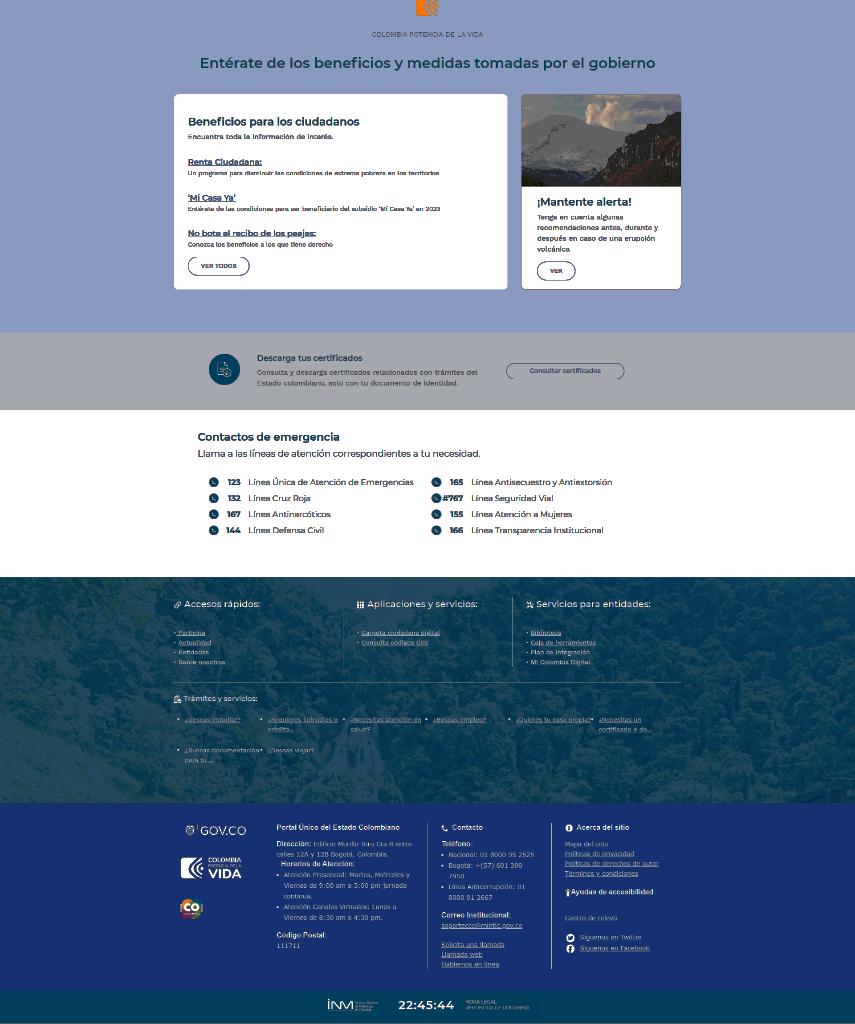 COLOMBIA POTENCIA DE LA VIDA
Entérate de los beneficios y medidas tomadas por el gobierno
Beneficios para los ciudadanos
Encuentra toda la información de interés.
Renta Ciudadana:
Un programa para disminuir las condiciones de extrema pobreza en los territorios
'Mi Casa Ya'
Entérate de las condiciones para ser beneficiario del subsidio 'Mi Casa Ya' en 2023
No bote el recibo de los peajes:
Conozca los beneficios a los que tiene derecho
VER TODOS
¡Mantente alerta!
Tenga en cuenta algunas
recomendaciones antes, durante y
después en caso de una erupción
volcánica
VER
Descarga tus certificados
Consulta y descarga certificados relacionados con trámites del
Estado colombiano, solo con tu documento de identidad.
Consultar certificados
Contactos de emergencia
Llama a las líneas de atención correspondientes a tu necesidad.
123 Línea Única de Atención de Emergencias
132 Línea Cruz Roja
167 Línea Antinarcóticos
144 Línea Defensa Civil
165 Línea Antisecuestro y Antiextorsión
#767 Línea Seguridad Vial
155 Línea Atención a Mujeres
166 Línea Transparencia Institucional
Accesos rápidos:
• Participa
• Actualidad
• Entidades
• Sobre nosotros
Aplicaciones y servicios:
• Carpeta ciudadana digital
• Consulta códigos CIIU
Servicios para entidades:
• Biblioteca
• Caja de herramientas
• Plan de integración
• Mi Colombia Digital
Trámites y servicios:
• ¿Deseas estudiar?
• ¿Requieres subsidios o
crédito...
• ¿Necesitas atención en
salud?
• ¿Buscas empleo?
• ¿Quieres tu casa propia?
• ¿Necesitas un
certificado o do...
• ¿Buscas documentación
para tu ...
• ¿Deseas viajar?
GOV.CO
COLOMBIA
POTENCIA DE LA
VIDA
CO
Portal Único del Estado Colombiano
Dirección: Edificio Murillo Toro Cra 8 entre
calles 12A y 12B Bogotá, Colombia.
Horarios de Atención:
• Atención Presencial: Martes, Miércoles y
Viernes de 9:00 am a 3:00 pm jornada
continua.
• Atención Canales Virtuales: Lunes a
Viernes de 8:30 am a 4:30 pm.
Código Postal:
111711
Contacto
Teléfono:
• Nacional: 01 8000 95 2525
• Bogotá: +(57) 601 390
7950
• Línea Anticorrupción: 01
8000 91 2667
Correo Institucional:
soporteccc@mintic.gov.co
Solicita una llamada
Llamada web
Hablemos en línea
Acerca del sitio
Mapa del sitio
Políticas de privacidad
Políticas de derechos de autor
Términos y condiciones
Ayudas de accesibilidad
Centro de relevo
Síguenos en Twitter
Síguenos en Facebook
INM
22:45:44
HORA LEGAL
REPÚBLICA DE COLOMBIA